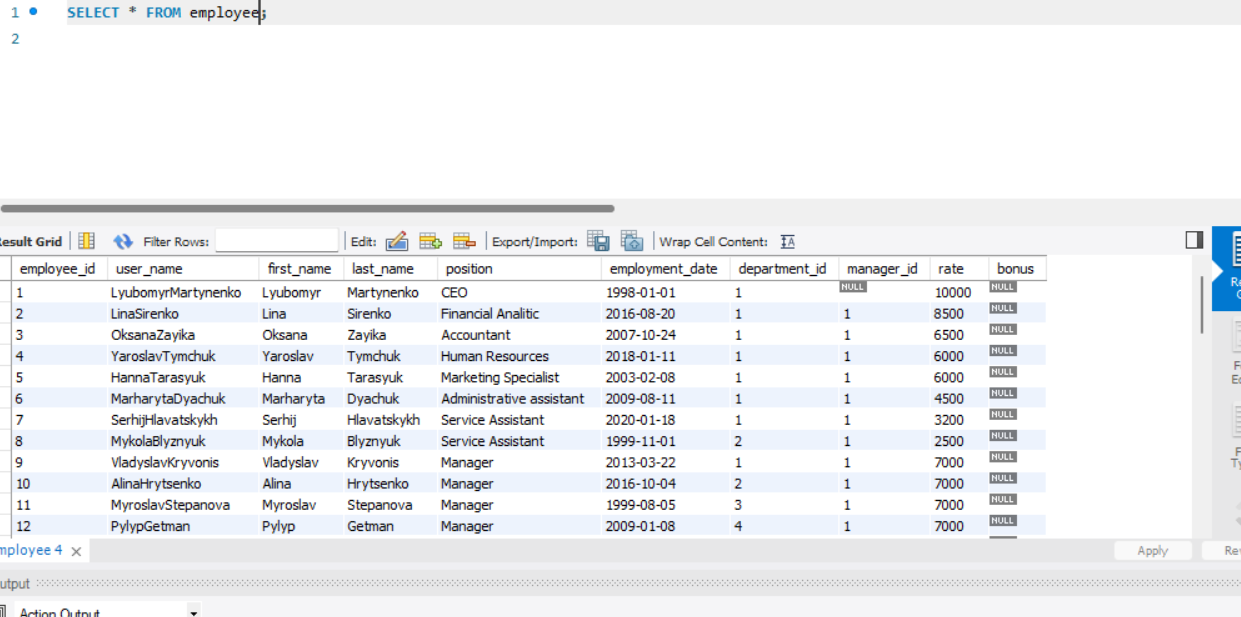 1 SELECT * FROM employee;
2
Result Grid Filter Rows: Edit: Export/Import: Wrap Cell Content:
employee_id user_name first_name last_name position employment_date department_id manager_id rate bonus
1 LyubomyrMartynenko Lyubomyr Martynenko CEO 1998-01-01 1 NULL 10000 NULL
2 LinaSirenko Lina Sirenko Financial Analitic 2016-08-20 1 1 8500 NULL
3 OksanaZayika Oksana Zayika Accountant 2007-10-24 1 1 6500 NULL
4 YaroslavTymchuk Yaroslav Tymchuk Human Resources 2018-01-11 1 1 6000 NULL
5 HannaTarasyuk Hanna Tarasyuk Marketing Specialist 2003-02-08 1 1 6000 NULL
6 MarharytaDyachuk Marharyta Dyachuk Administrative assistant 2009-08-11 1 1 4500 NULL
7 SerhijHlavatskykh Serhij Hlavatskykh Service Assistant 2020-01-18 1 1 3200 NULL
8 MykolaBlyznyuk Mykola Blyznyuk Service Assistant 1999-11-01 2 1 2500 NULL
9 VladyslavKryvonis Vladyslav Kryvonis Manager 2013-03-22 1 1 7000 NULL
10 AlinaHrytsenko Alina Hrytsenko Manager 2016-10-04 2 1 7000 NULL
11 MyroslavStepanova Myroslav Stepanova Manager 1999-08-05 3 1 7000 NULL
12 PylypGetman Pylyp Getman Manager 2009-01-08 4 1 7000 NULL
mployee 4 Apply
utput
Action Output